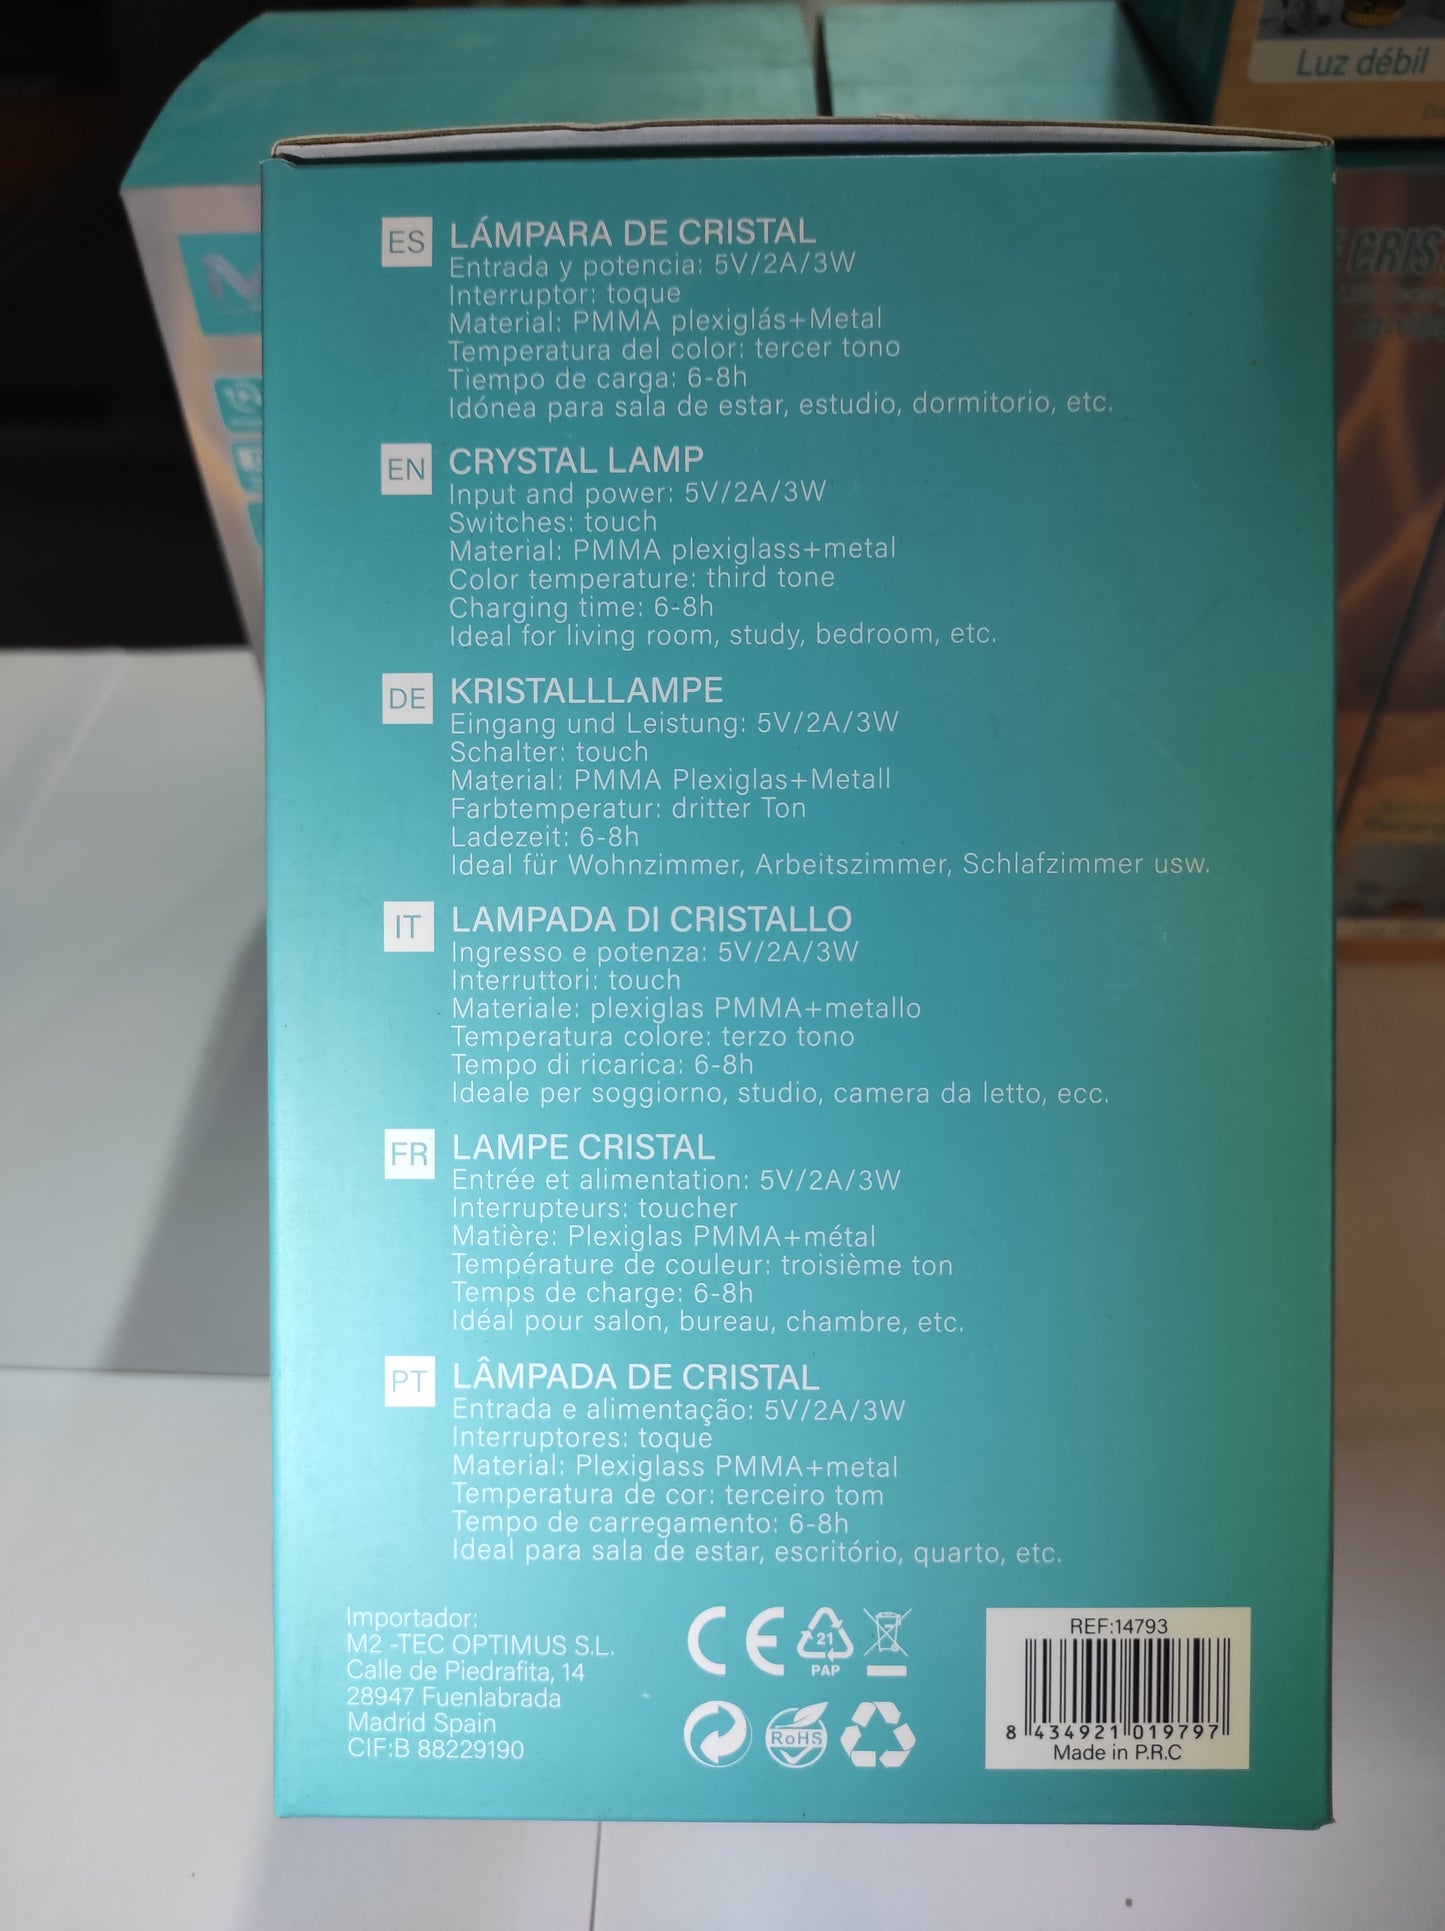 Luz débil
ES
LÁMPARA DE CRISTAL
Entrada y potencia: 5V/2A/3W
Interruptor: toque
Material: PMMA plexiglás+Metal
Temperatura del color: tercer tono
Tiempo de carga: 6-8h
Idónea para sala de estar, estudio, dormitorio, etc.
EN
CRYSTAL LAMP
Input and power: 5V/2A/3W
Switches: touch
Material: PMMA plexiglass+metal
Color temperature: third tone
Charging time: 6-8h
Ideal for living room, study, bedroom, etc.
DE
KRISTALLLAMPE
Eingang und Leistung: 5V/2A/3W
Schalter: touch
Material: PMMA Plexiglas+Metall
Farbtemperatur: dritter Ton
Ladezeit: 6-8h
Ideal für Wohnzimmer, Arbeitszimmer, Schlafzimmer usw.
IT
LAMPADA DI CRISTALLO
Ingresso e potenza: 5V/2A/3W
Interruttori: touch
Materiale: plexiglas PMMA+metallo
Temperatura colore: terzo tono
Tempo di ricarica: 6-8h
Ideale per soggiorno, studio, camera da letto, ecc.
FR
LAMPE CRISTAL
Entrée et alimentation: 5V/2A/3W
Interrupteurs: toucher
Matière: Plexiglas PMMA+métal
Température de couleur: troisième ton
Temps de charge: 6-8h
Idéal pour salon, bureau, chambre, etc.
PT
LÂMPADA DE CRISTAL
Entrada e alimentação: 5V/2A/3W
Interruptores: toque
Material: Plexiglass PMMA+metal
Temperatura de cor: terceiro tom
Tempo de carregamento: 6-8h
Ideal para sala de estar, escritório, quarto, etc.
Importador:
M2 -TEC OPTIMUS S.L.
Calle de Piedrafita, 14
28947 Fuenlabrada
Madrid Spain
CIF:B 88229190
CE
21
PAP
RoHS
REF:14793
8 434921 019797
Made in P.R.C